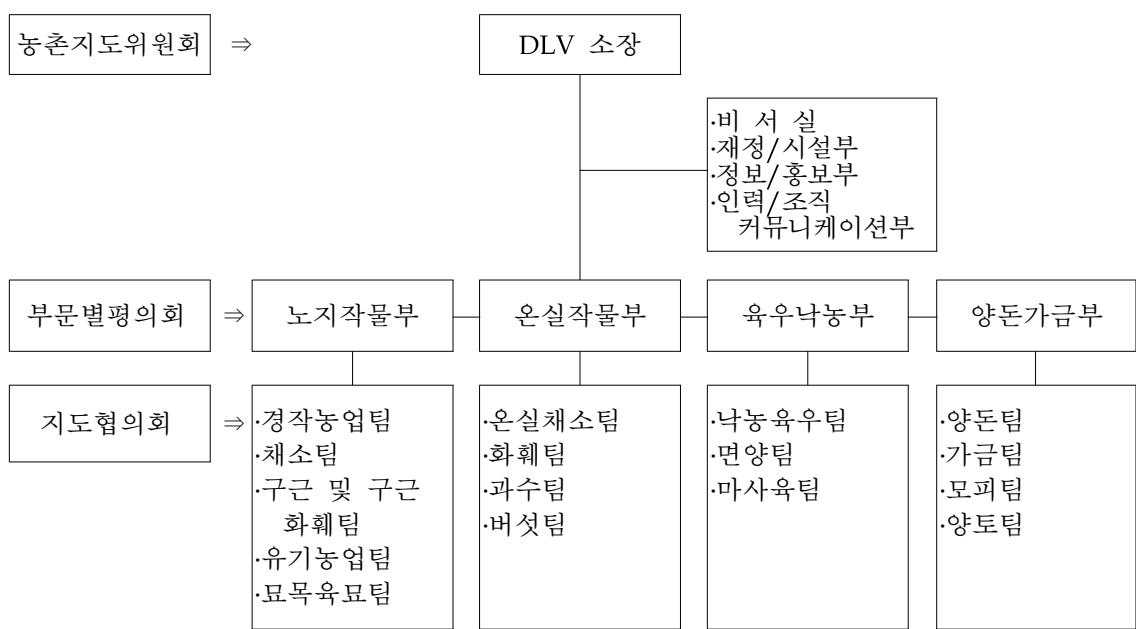 농촌지도위원회 ⇒ DLV 소장
·비 서 실
·재정/시설부
·정보/홍보부
·인력/조직
커뮤니케이션부
부문별평의회 ⇒ 노지작물부 온실작물부 육우낙농부 양돈가금부
지도협의회 ⇒
·경작농업팀
·채소팀
·구근 및 구근
화훼팀
·유기농업팀
·묘목육묘팀
·온실채소팀
·화훼팀
·과수팀
·버섯팀
·낙농육우팀
·면양팀
·마사육팀
·양돈팀
·가금팀
·모피팀
·양토팀